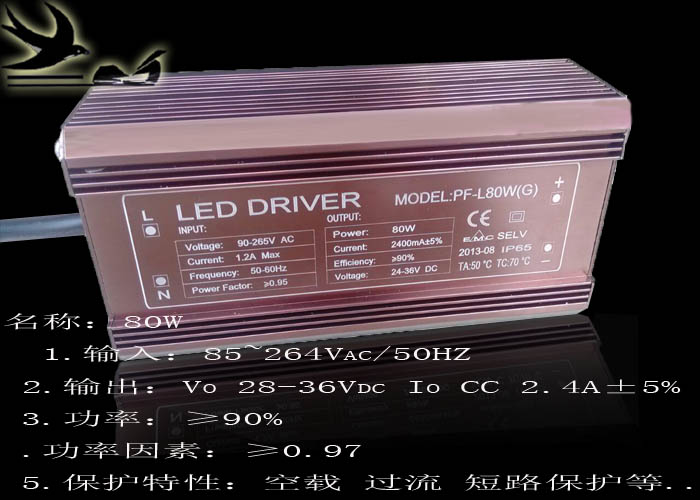 LED DRIVER
MODEL:PF-L80W(G)
L
N
INPUT:
Voltage: 90-265V AC
Current: 1.2A Max
Frequency: 50-60Hz
Power Factor: ≥0.95
OUTPUT:
Power: 80W
Current: 2400mA±5%
Efficiency: ≥90%
Voltage: 24-36V DC
+
CE
E.M.C SELV
2013-08 IP65
TA:50℃ TC:70℃
−
名称：80W
1.输入：85~264VAC/50HZ
2.输出：VO 28-36VDC IO CC 2.4A±5%
3.功率：≥90%
.功率因素：≥0.97
5.保护特性：空载 过流 短路保护等..